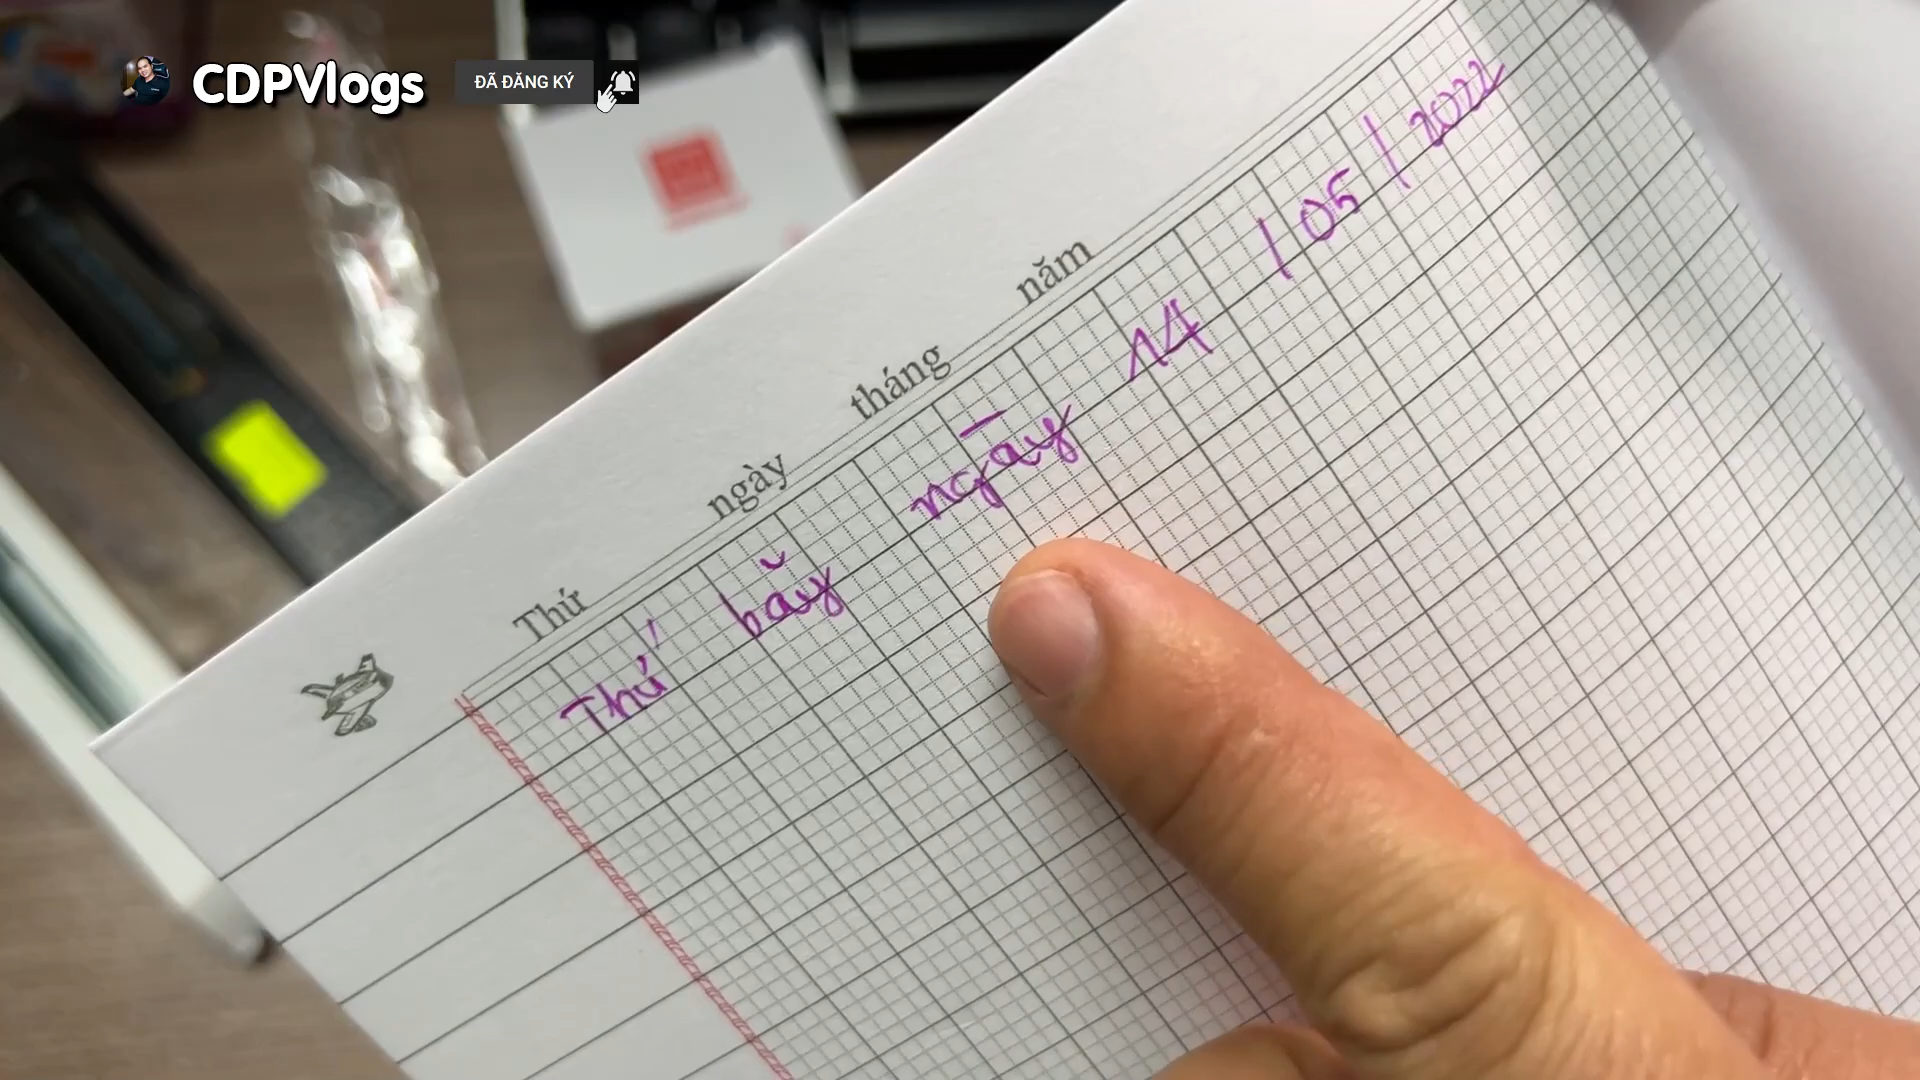 CDPVlogs
ĐÃ ĐĂNG KÝ
Thứ ngày tháng năm
Thứ bảy ngày 14 / 05 / 2022